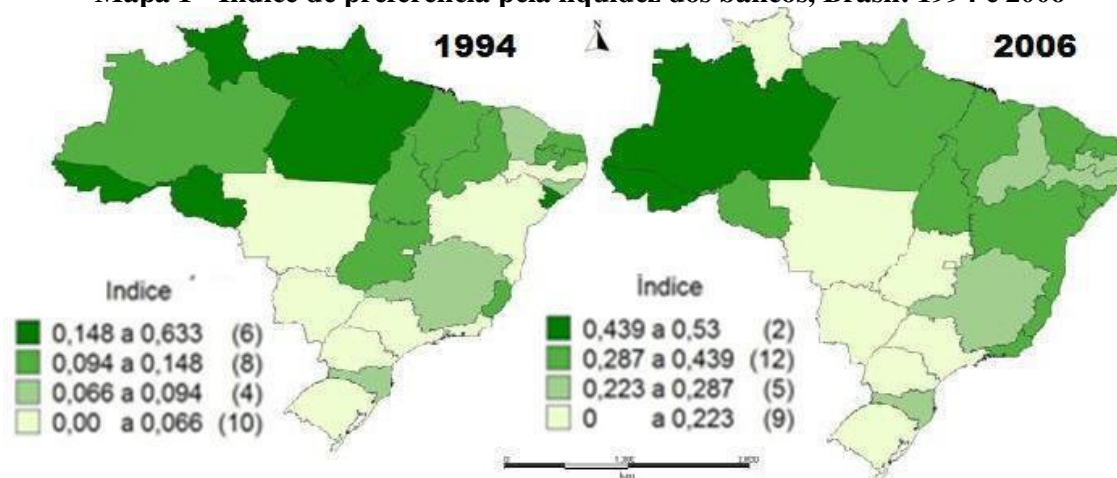 Mapa 1 - Índice de preferência pela liquidez dos bancos, Brasil: 1994 e 2006
1994
N
2006
Indice
0,148 a 0,633 (6)
0,094 a 0,148 (8)
0,066 a 0,094 (4)
0,00 a 0,066 (10)
Índice
0,439 a 0,53 (2)
0,287 a 0,439 (12)
0,223 a 0,287 (5)
0 a 0,223 (9)
0
km